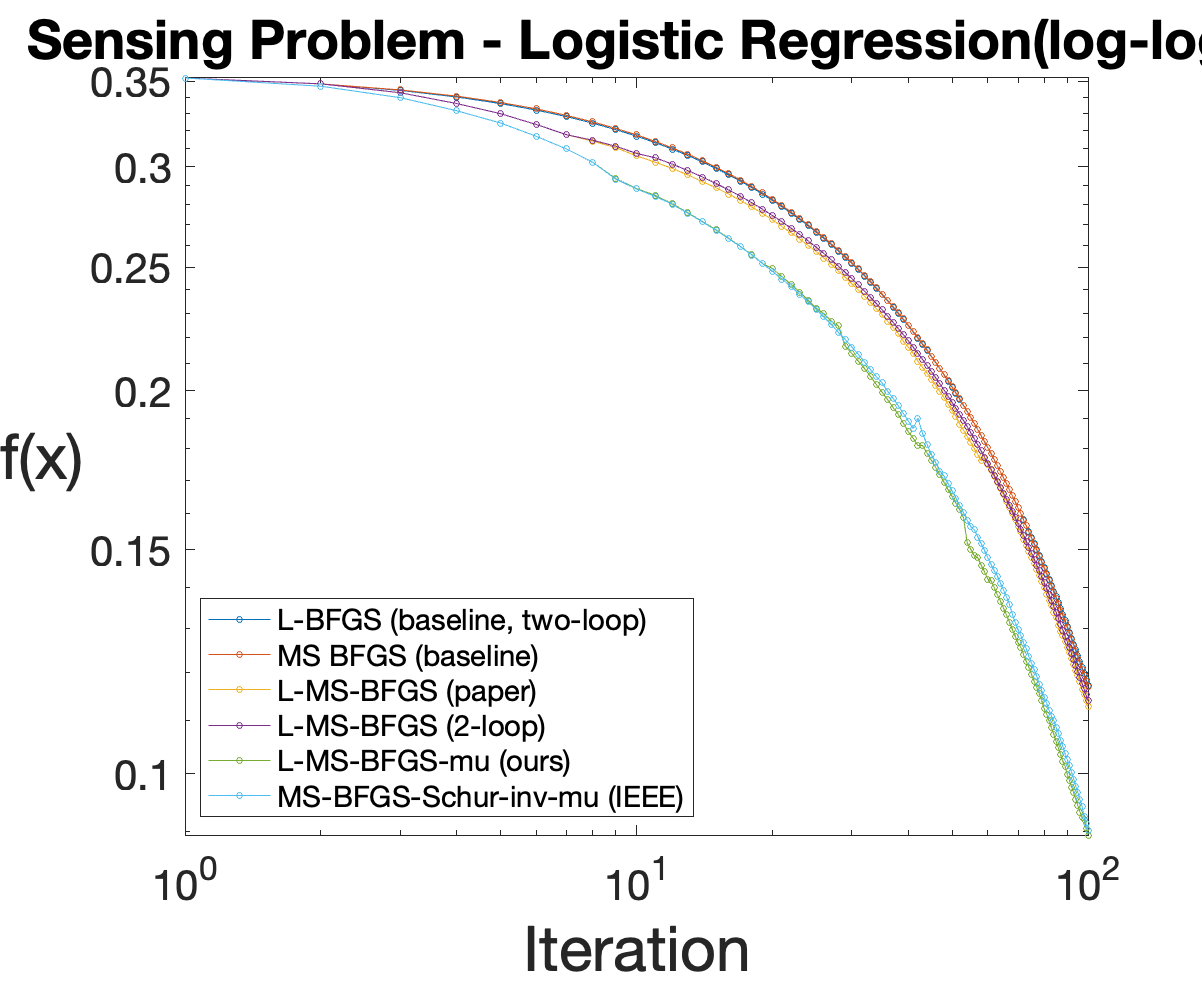 Sensing Problem - Logistic Regression(log-log
0.35
0.3
0.25
0.2
f(x)
0.15
0.1
L-BFGS (baseline, two-loop)
MS BFGS (baseline)
L-MS-BFGS (paper)
L-MS-BFGS (2-loop)
L-MS-BFGS-mu (ours)
MS-BFGS-Schur-inv-mu (IEEE)
10^0 10^1 10^2
Iteration